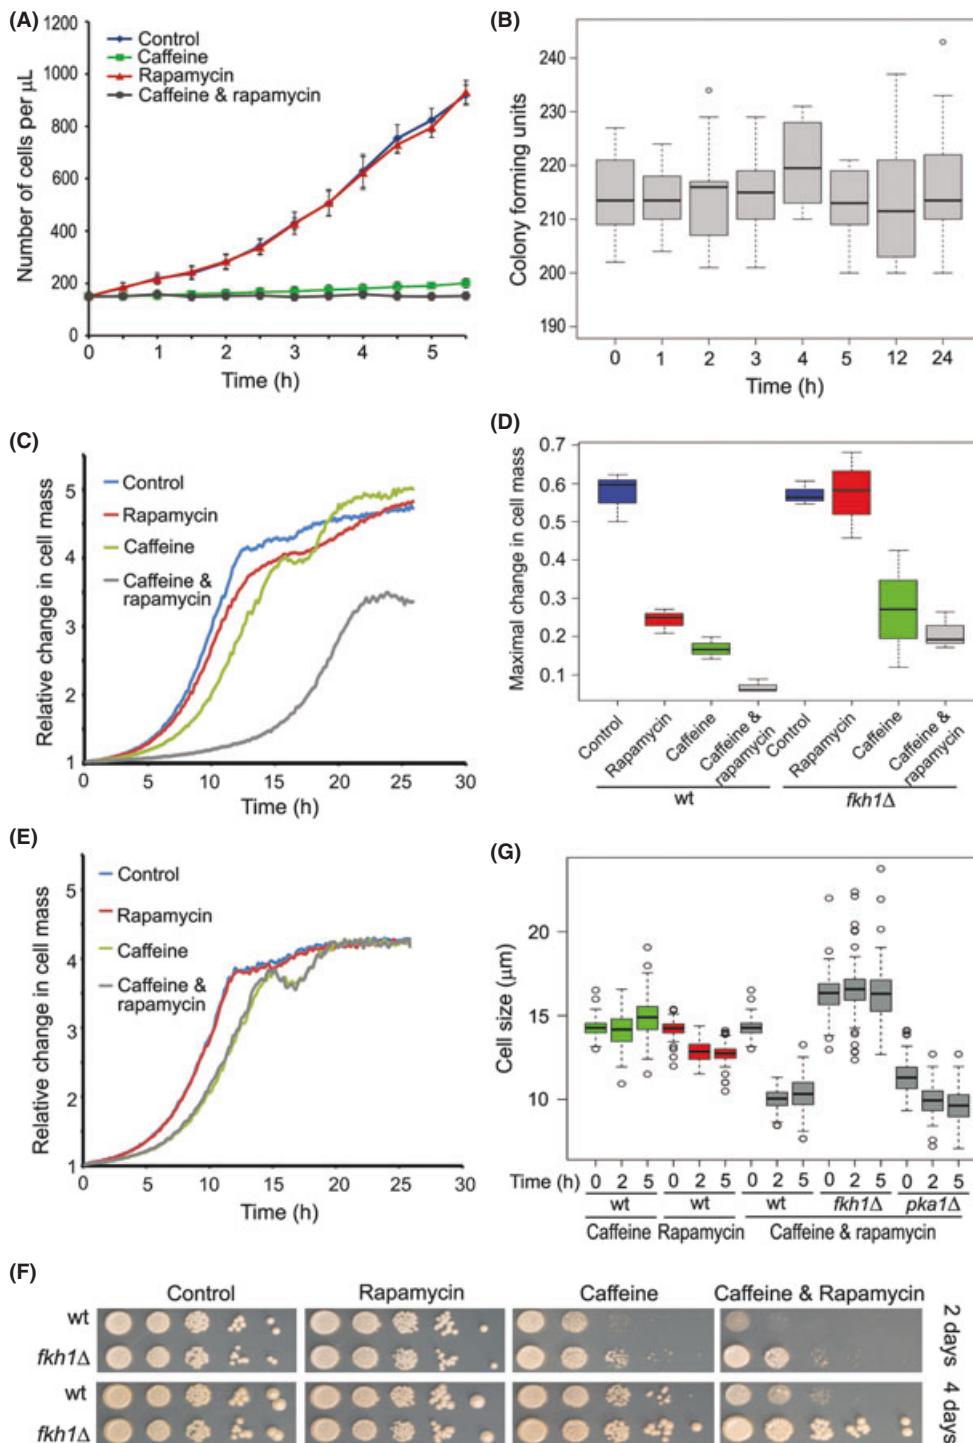 (A)
1200
1000
800
600
400
200
0
Number of cells per μL
Control
Caffeine
Rapamycin
Caffeine & rapamycin
0 1 2 3 4 5
Time (h)
(B)
240
230
220
210
200
190
Colony forming units
0 1 2 3 4 5 12 24
Time (h)
(C)
5
4
3
2
1
Relative change in cell mass
Control
Rapamycin
Caffeine
Caffeine &
rapamycin
0 5 10 15 20 25 30
Time (h)
(D)
0.7
0.6
0.5
0.3
0.2
0.1
Maximal change in cell mass
Control
Rapamycin
Caffeine
Caffeine &
rapamycin
Control
Rapamycin
Caffeine
Caffeine &
rapamycin
wt fkh1Δ
(E)
5
4
3
2
1
Relative change in cell mass
Control
Rapamycin
Caffeine
Caffeine &
rapamycin
0 5 10 15 20 25 30
Time (h)
(G)
20
15
10
Cell size (μm)
Time (h) 0 2 5 0 2 5 0 2 5 0 2 5 0 2 5
wt wt wt fkh1Δ pka1Δ
Caffeine Rapamycin Caffeine & rapamycin
(F)
Control Rapamycin Caffeine Caffeine & Rapamycin
wt
fkh1Δ
2 days
wt
fkh1Δ
4 days